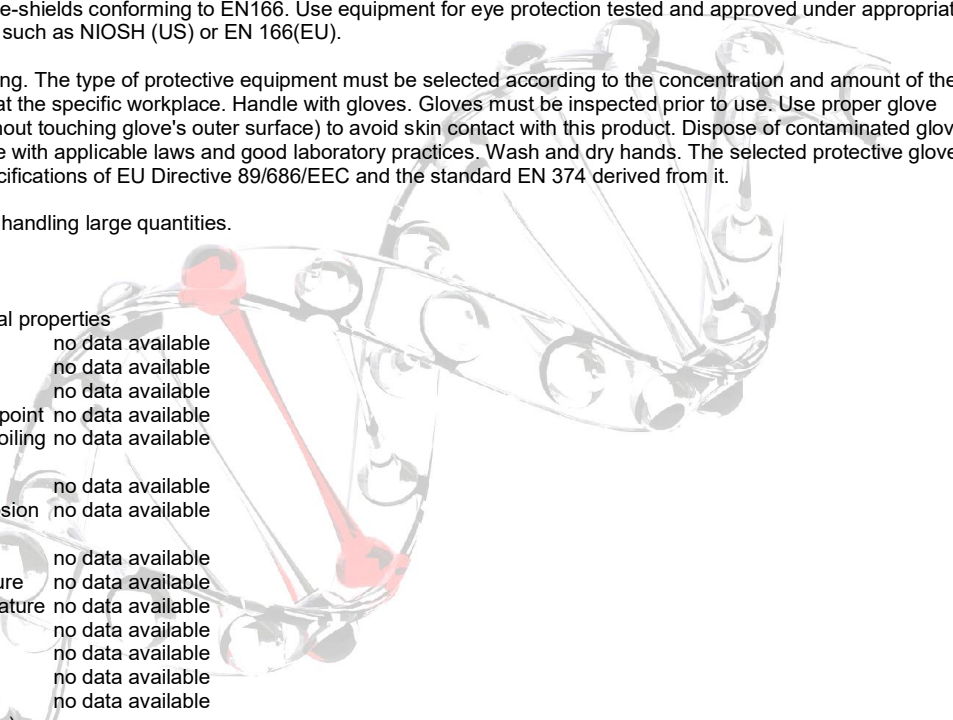 e-shields conforming to EN166. Use equipment for eye protection tested and approved under appropriat
such as NIOSH (US) or EN 166(EU).
ng. The type of protective equipment must be selected according to the concentration and amount of the
at the specific workplace. Handle with gloves. Gloves must be inspected prior to use. Use proper glove
out touching glove's outer surface) to avoid skin contact with this product. Dispose of contaminated glov
e with applicable laws and good laboratory practices. Wash and dry hands. The selected protective glove
cifications of EU Directive 89/686/EEC and the standard EN 374 derived from it.
handling large quantities.
al properties
no data available
no data available
no data available
point no data available
oiling no data available
no data available
sion no data available
no data available
ure no data available
ature no data available
no data available
no data available
no data available
no data available